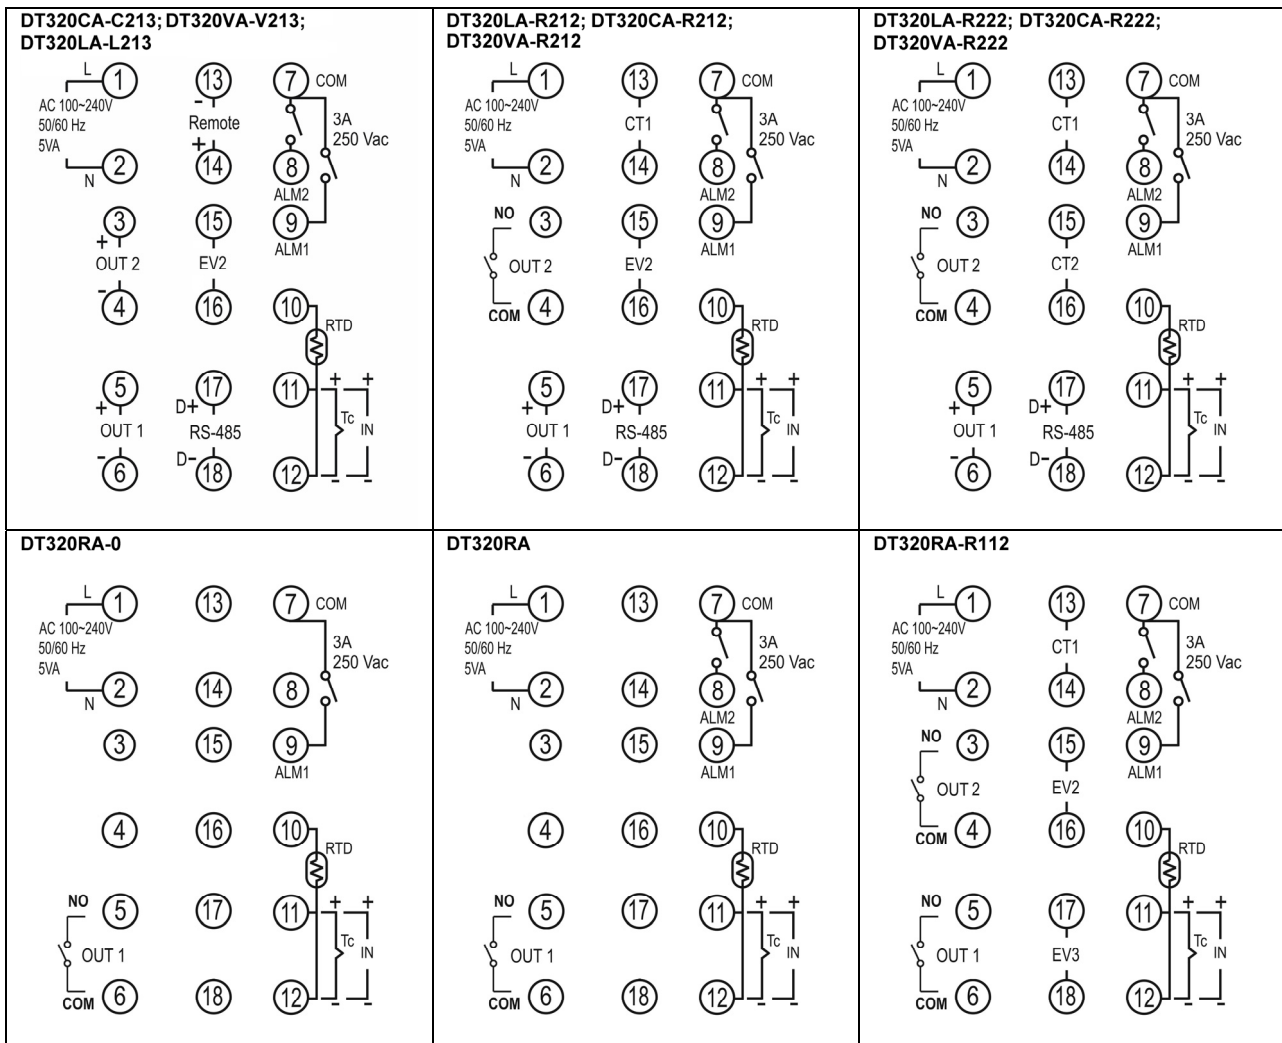 DT320CA-C213; DT320VA-V213;
DT320LA-L213
L 1 13 7 COM
AC 100~240V
50/60 Hz
5VA
-
Remote
+
3A
250 Vac
N 2 14 8
ALM2
3 15 9
ALM1
+
OUT 2 EV2
-
4 16 10
RTD
5 17 11 + +
+ D+
OUT 1 RS-485 Tc IN
- D-
6 18 12 - -
DT320LA-R212; DT320CA-R212;
DT320VA-R212
L 1 13 7 COM
AC 100~240V
50/60 Hz
5VA
CT1
3A
250 Vac
N 2 14 8
ALM2
NO 3 15 9
ALM1
OUT 2 EV2
COM 4 16 10
RTD
5 17 11 + +
+ D+
OUT 1 RS-485 Tc IN
- D-
6 18 12 - -
DT320LA-R222; DT320CA-R222;
DT320VA-R222
L 1 13 7 COM
AC 100~240V
50/60 Hz
5VA
CT1
3A
250 Vac
N 2 14 8
ALM2
NO 3 15 9
ALM1
OUT 2 CT2
COM 4 16 10
RTD
5 17 11 + +
+ D+
OUT 1 RS-485 Tc IN
- D-
6 18 12 - -
DT320RA-0
L 1 13 7 COM
AC 100~240V
50/60 Hz
5VA
3A
250 Vac
N 2 14 8
3 15 9
ALM1
4 16 10
RTD
NO 5 17 11 + +
OUT 1 Tc IN
COM 6 18 12 - -
DT320RA
L 1 13 7 COM
AC 100~240V
50/60 Hz
5VA
3A
250 Vac
N 2 14 8
ALM2
3 15 9
ALM1
4 16 10
RTD
NO 5 17 11 + +
OUT 1 Tc IN
COM 6 18 12 - -
DT320RA-R112
L 1 13 7 COM
AC 100~240V
50/60 Hz
5VA
CT1
3A
250 Vac
N 2 14 8
ALM2
NO 3 15 9
ALM1
OUT 2 EV2
COM 4 16 10
RTD
NO 5 17 11 + +
OUT 1 EV3 Tc IN
COM 6 18 12 - -